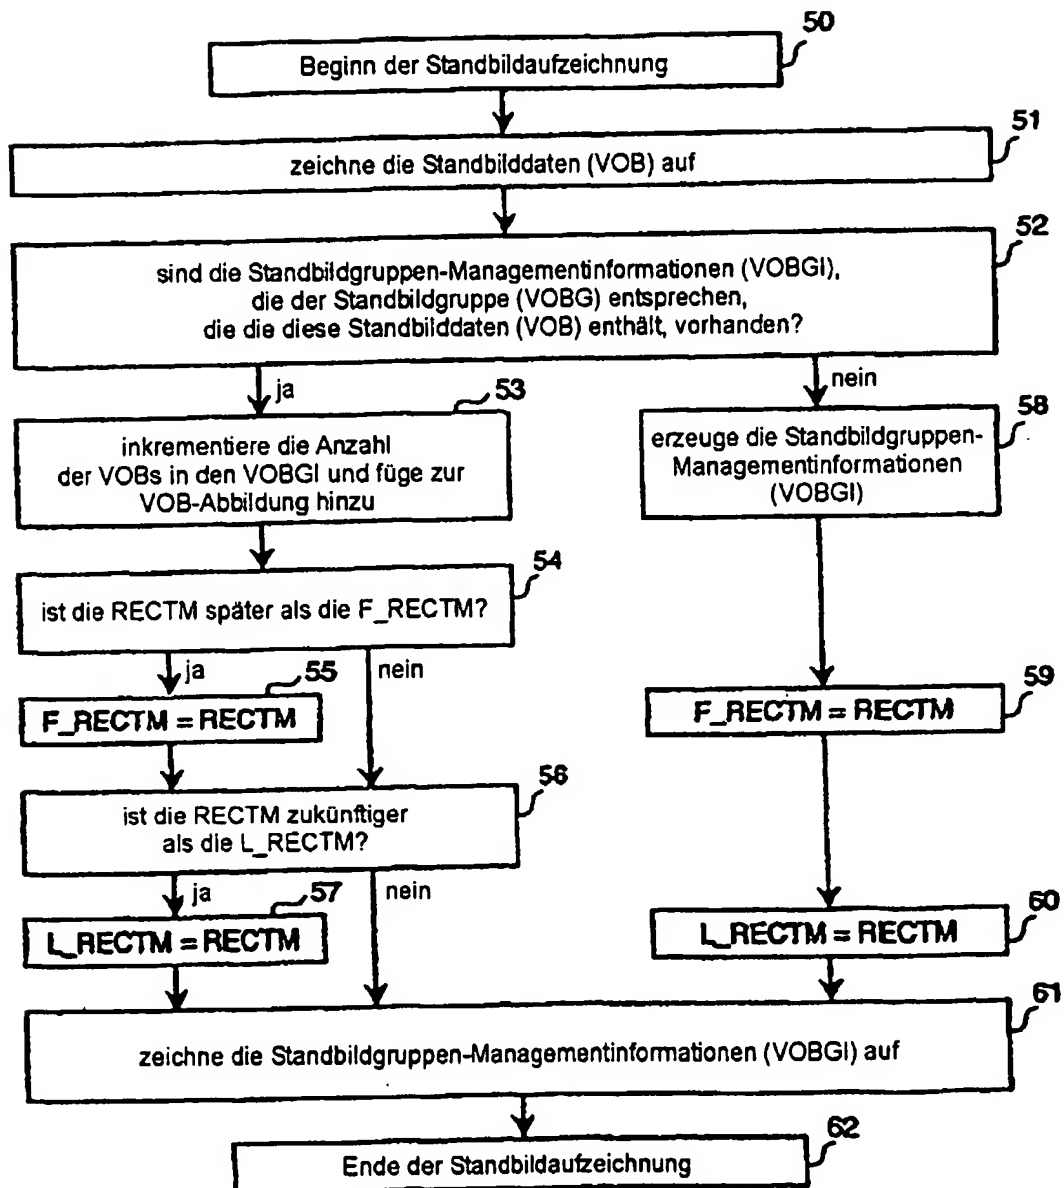 50
Beginn der Standbildaufzeichnung
51
zeichne die Standbilddaten (VOB) auf
52
sind die Standbildgruppen-Managementinformationen (VOBGI),
die der Standbildgruppe (VOBG) entsprechen,
die die diese Standbilddaten (VOB) enthält, vorhanden?
ja
nein
53
inkrementiere die Anzahl
der VOBs in den VOBGI und füge zur
VOB-Abbildung hinzu
58
erzeuge die Standbildgruppen-
Managementinformationen
(VOBGI)
54
ist die RECTM später als die F_RECTM?
ja
nein
55
F_RECTM = RECTM
59
F_RECTM = RECTM
56
ist die RECTM zukünftiger
als die L_RECTM?
ja
nein
57
L_RECTM = RECTM
60
L_RECTM = RECTM
61
zeichne die Standbildgruppen-Managementinformationen (VOBGI) auf
62
Ende der Standbildaufzeichnung